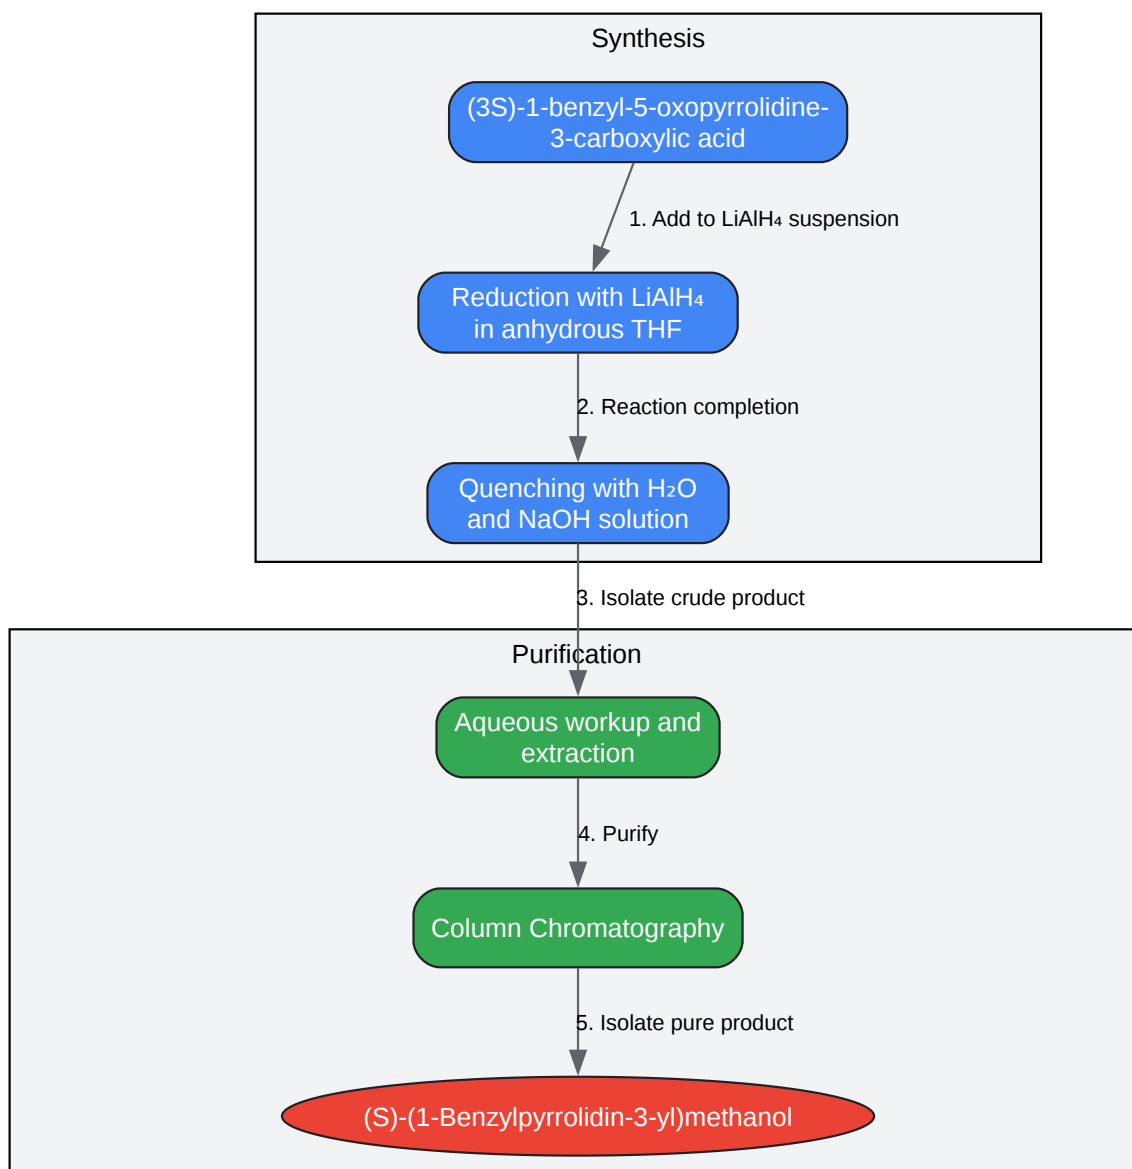 Synthesis
(3S)-1-benzyl-5-oxopyrrolidine-
3-carboxylic acid
1. Add to LiAlH₄ suspension
Reduction with LiAlH₄
in anhydrous THF
2. Reaction completion
Quenching with H₂O
and NaOH solution
3. Isolate crude product
Purification
Aqueous workup and
extraction
4. Purify
Column Chromatography
5. Isolate pure product
(S)-(1-Benzylpyrrolidin-3-yl)methanol